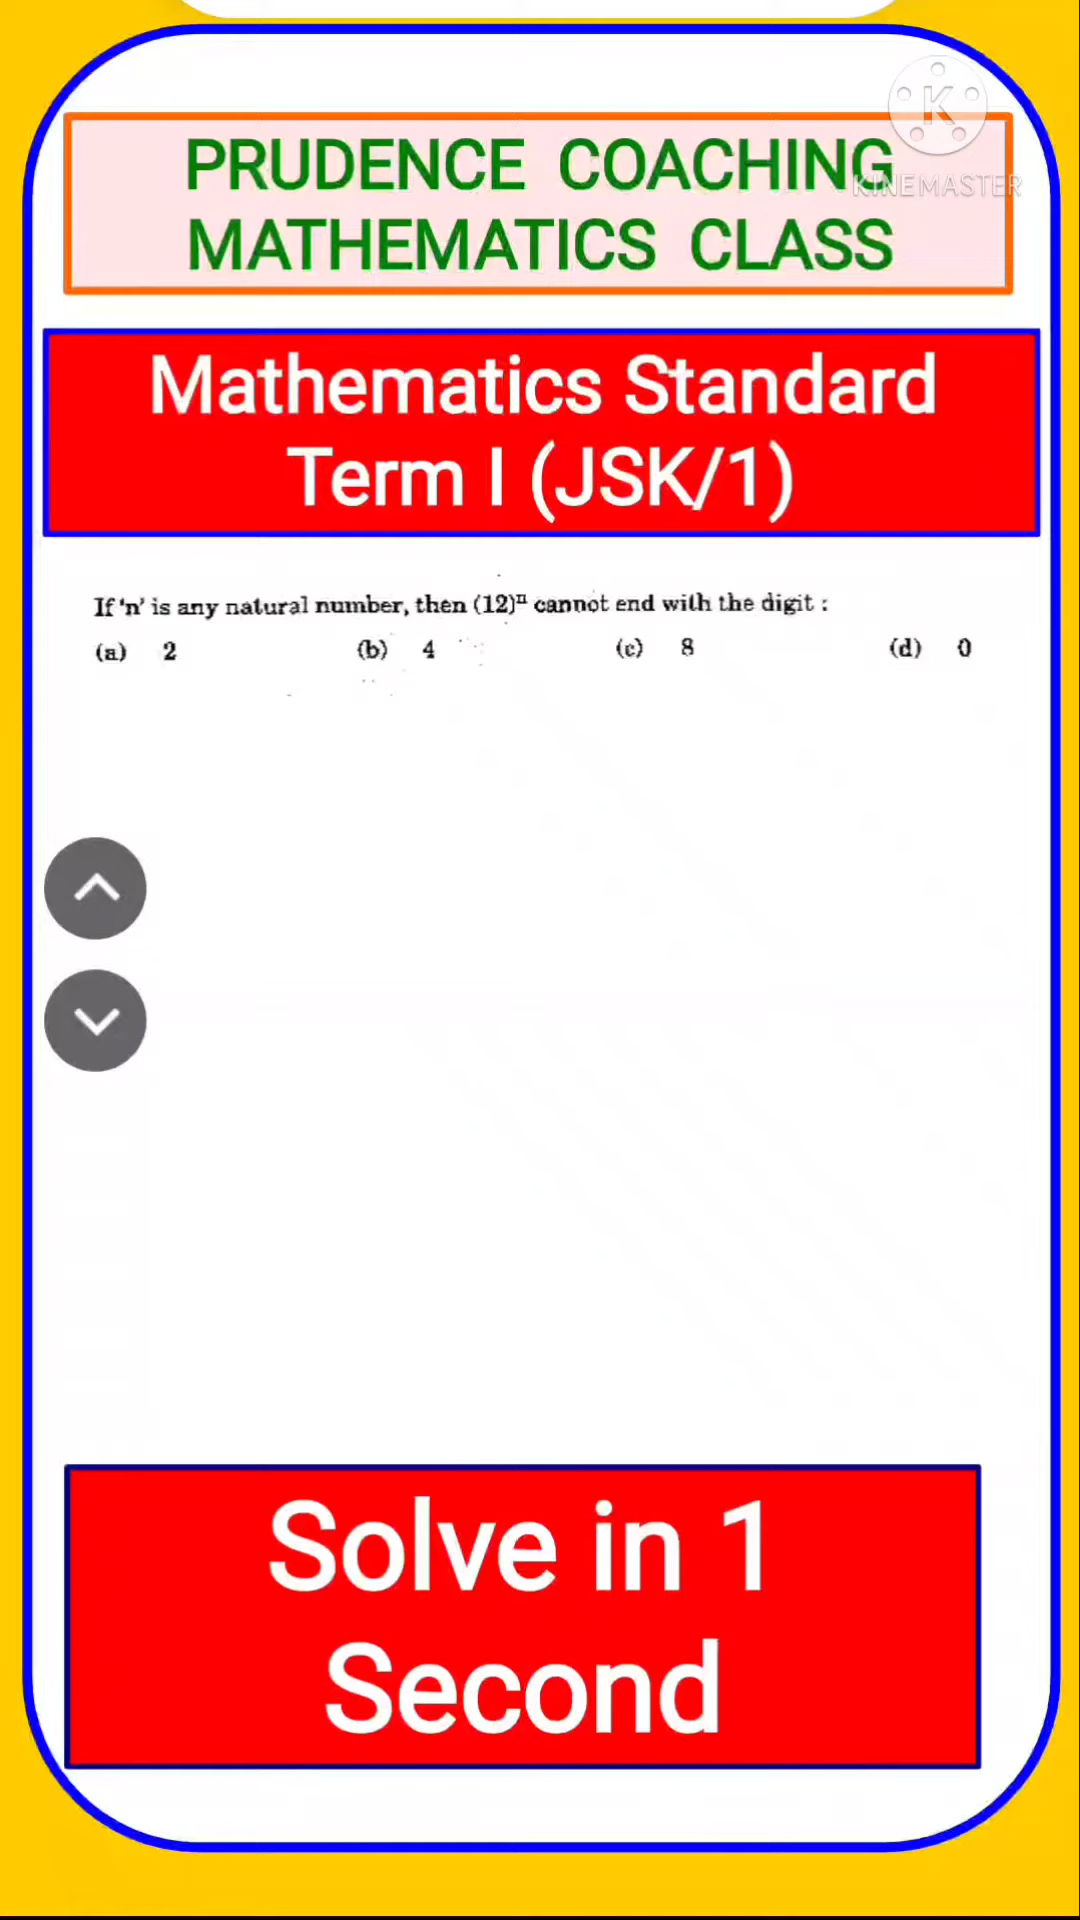 PRUDENCE COACHING
MATHEMATICS CLASS
K
KINEMASTER
Mathematics Standard
Term I (JSK/1)
If 'n' is any natural number, then (12)ⁿ cannot end with the digit :
(a) 2 (b) 4 (c) 8 (d) 0
Solve in 1
Second